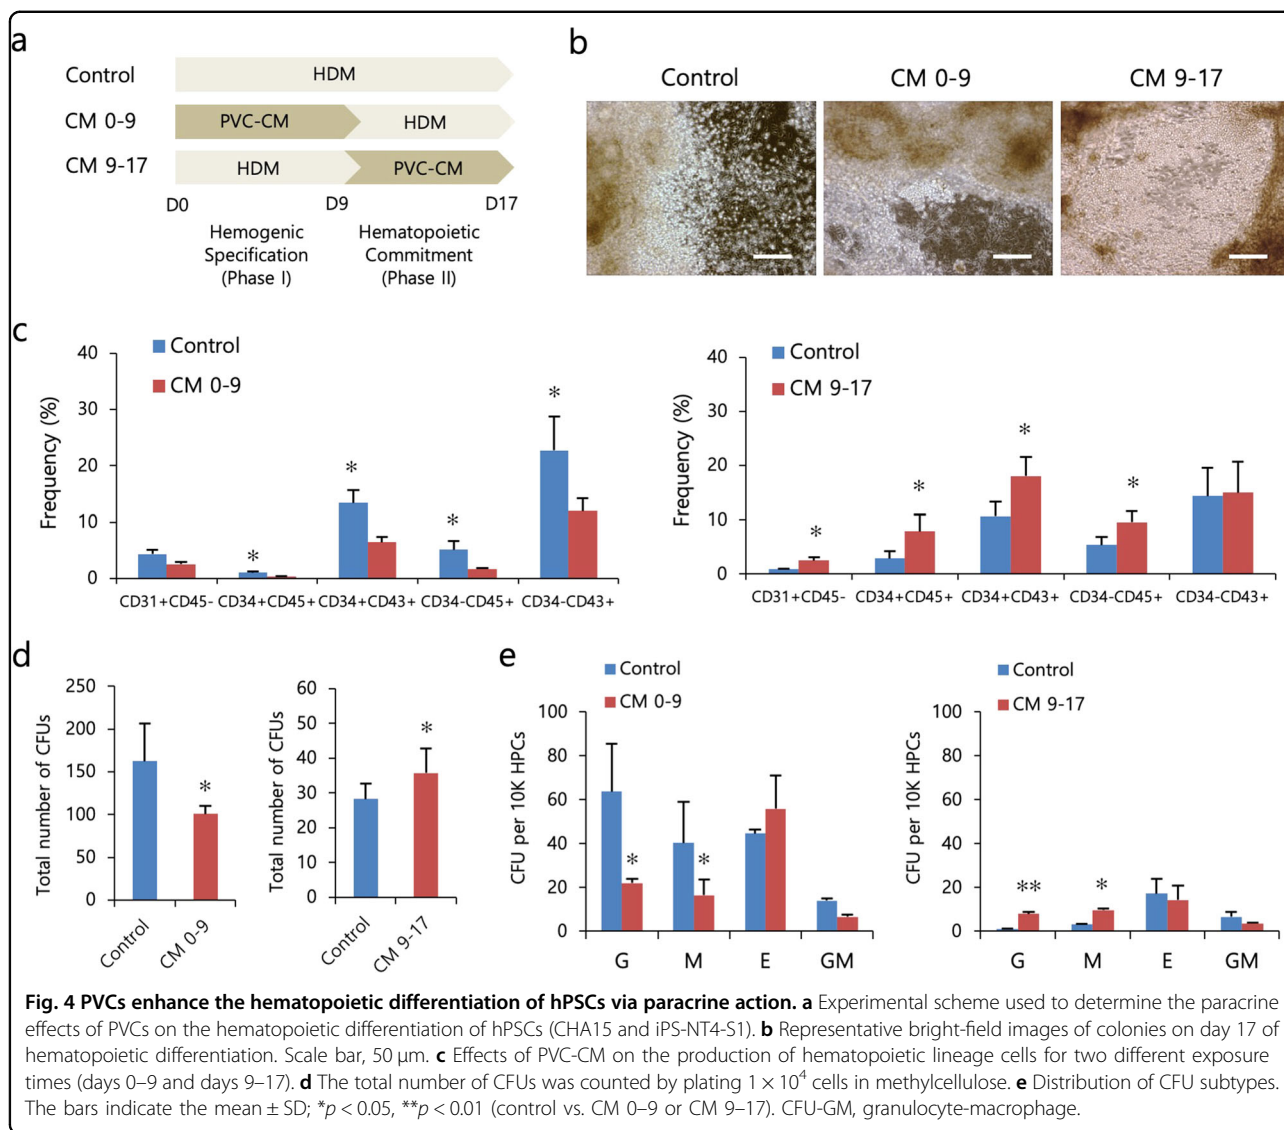 a
Control
HDM
CM 0-9
PVC-CM
HDM
CM 9-17
HDM
PVC-CM
D0
D9
D17
Hemogenic
Specification
(Phase I)
Hematopoietic
Commitment
(Phase II)
b
Control
CM 0-9
CM 9-17
c
Control
CM 0-9
Frequency (%)
40
30
20
10
0
*
*
*
*
CD31+CD45-
CD34+CD45+
CD34+CD43+
CD34-CD45+
CD34-CD43+
Control
CM 9-17
Frequency (%)
40
30
20
10
0
*
*
*
*
CD31+CD45-
CD34+CD45+
CD34+CD43+
CD34-CD45+
CD34-CD43+
d
Total number of CFUs
250
200
150
100
50
0
*
Control
CM 0-9
Total number of CFUs
60
50
40
30
20
10
0
*
Control
CM 9-17
e
Control
CM 0-9
CFU per 10K HPCs
100
80
60
40
20
0
*
*
G
M
E
GM
Control
CM 9-17
CFU per 10K HPCs
100
80
60
40
20
0
**
*
G
M
E
GM
Fig. 4 PVCs enhance the hematopoietic differentiation of hPSCs via paracrine action. a Experimental scheme used to determine the paracrine
effects of PVCs on the hematopoietic differentiation of hPSCs (CHA15 and iPS-NT4-S1). b Representative bright-field images of colonies on day 17 of
hematopoietic differentiation. Scale bar, 50 μm. c Effects of PVC-CM on the production of hematopoietic lineage cells for two different exposure
times (days 0–9 and days 9–17). d The total number of CFUs was counted by plating 1 × 10⁴ cells in methylcellulose. e Distribution of CFU subtypes.
The bars indicate the mean ± SD; *p < 0.05, **p < 0.01 (control vs. CM 0–9 or CM 9–17). CFU-GM, granulocyte-macrophage.